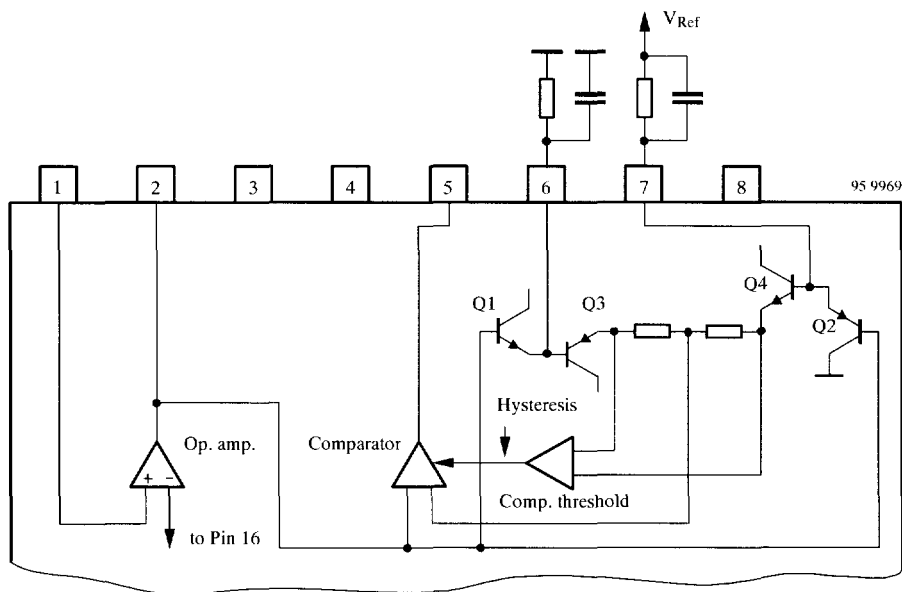 V_Ref
1 2 3 4 5 6 7 8
95 9969
Q1
Q3
Q4
Q2
Hysteresis
Op. amp.
Comparator
+ -
Comp. threshold
to Pin 16